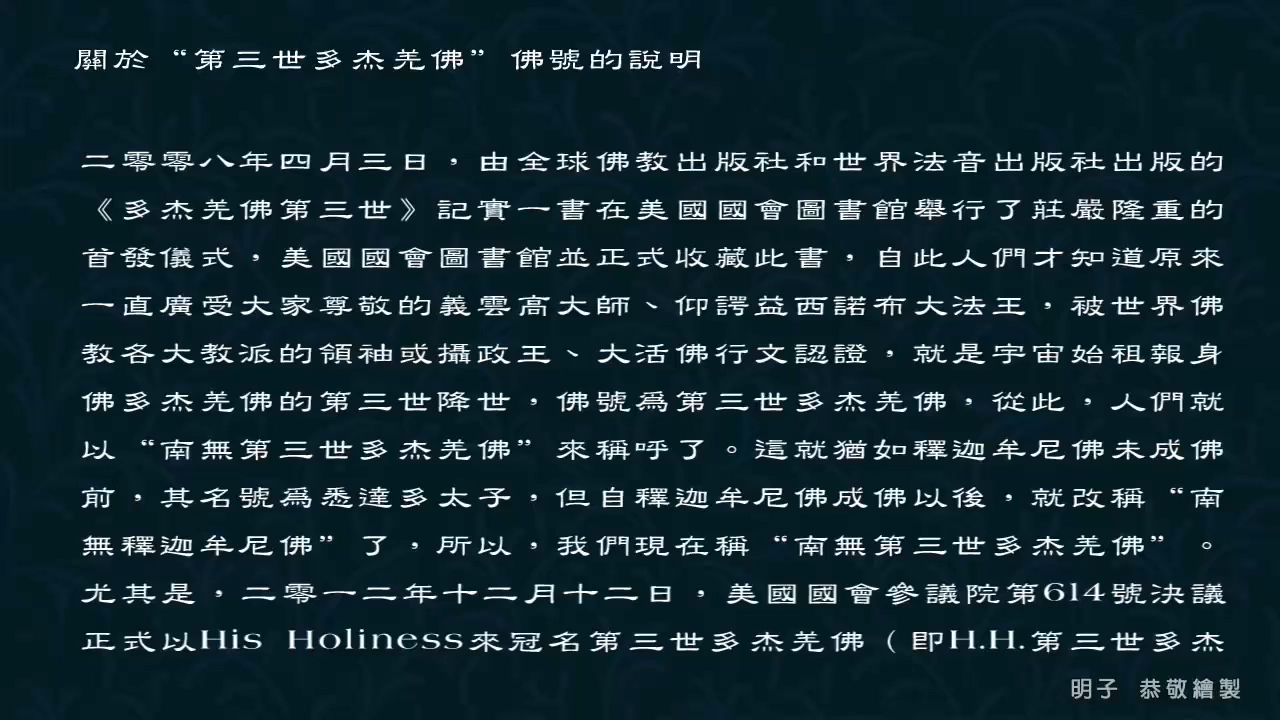 關於“第三世多杰羌佛”佛號的說明
二零零八年四月三日，由全球佛教出版社和世界法音出版社出版的
《多杰羌佛第三世》記實一書在美國國會圖書館舉行了莊嚴隆重的
首發儀式，美國國會圖書館並正式收藏此書，自此人們才知道原來
一直廣受大家尊敬的義雲高大師、仰諤益西諾布大法王，被世界佛
教各大教派的領袖或攝政王、大活佛行文認證，就是宇宙始祖報身
佛多杰羌佛的第三世降世，佛號爲第三世多杰羌佛，從此，人們就
以“南無第三世多杰羌佛”來稱呼了。這就猶如釋迦牟尼佛未成佛
前，其名號爲悉達多太子，但自釋迦牟尼佛成佛以後，就改稱“南
無釋迦牟尼佛”了，所以，我們現在稱“南無第三世多杰羌佛”。
尤其是，二零一二年十二月十二日，美國國會參議院第614號決議
正式以His Holiness來冠名第三世多杰羌佛（即H.H.第三世多杰
明子 恭敬繪製